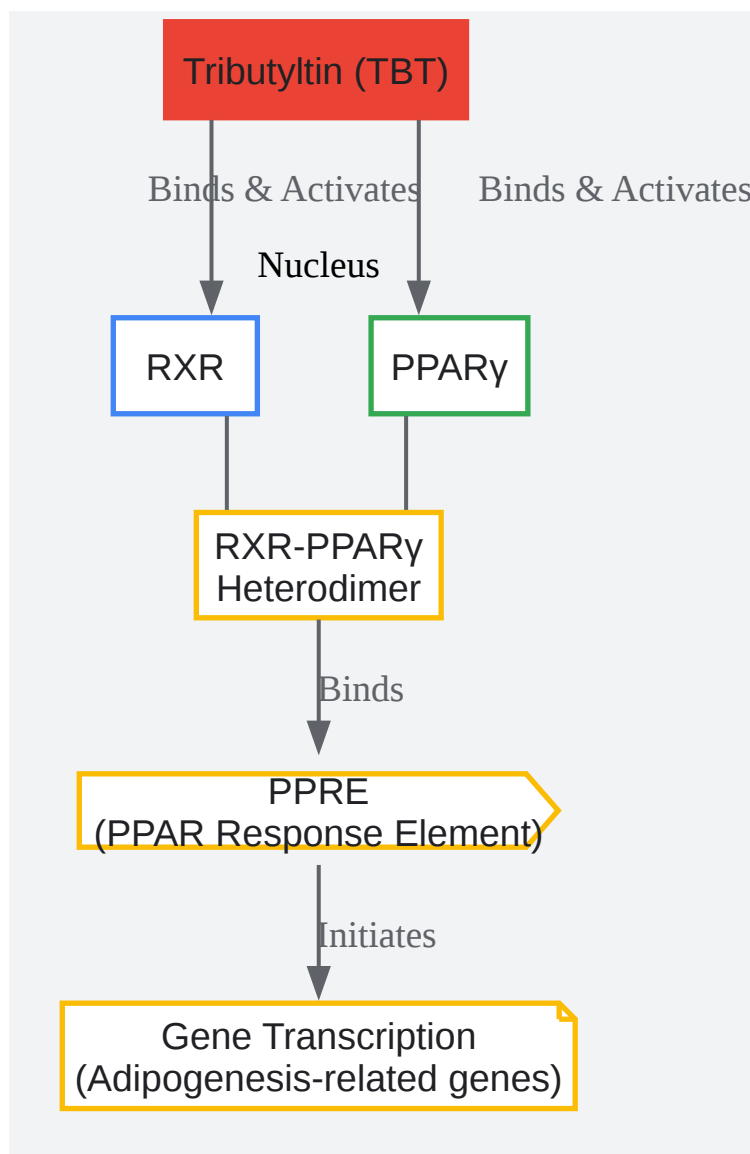 Tributyltin (TBT)
Binds & Activates
Binds & Activates
Nucleus
RXR
PPARγ
RXR-PPARγ
Heterodimer
Binds
PPRE
(PPAR Response Element)
Initiates
Gene Transcription
(Adipogenesis-related genes)